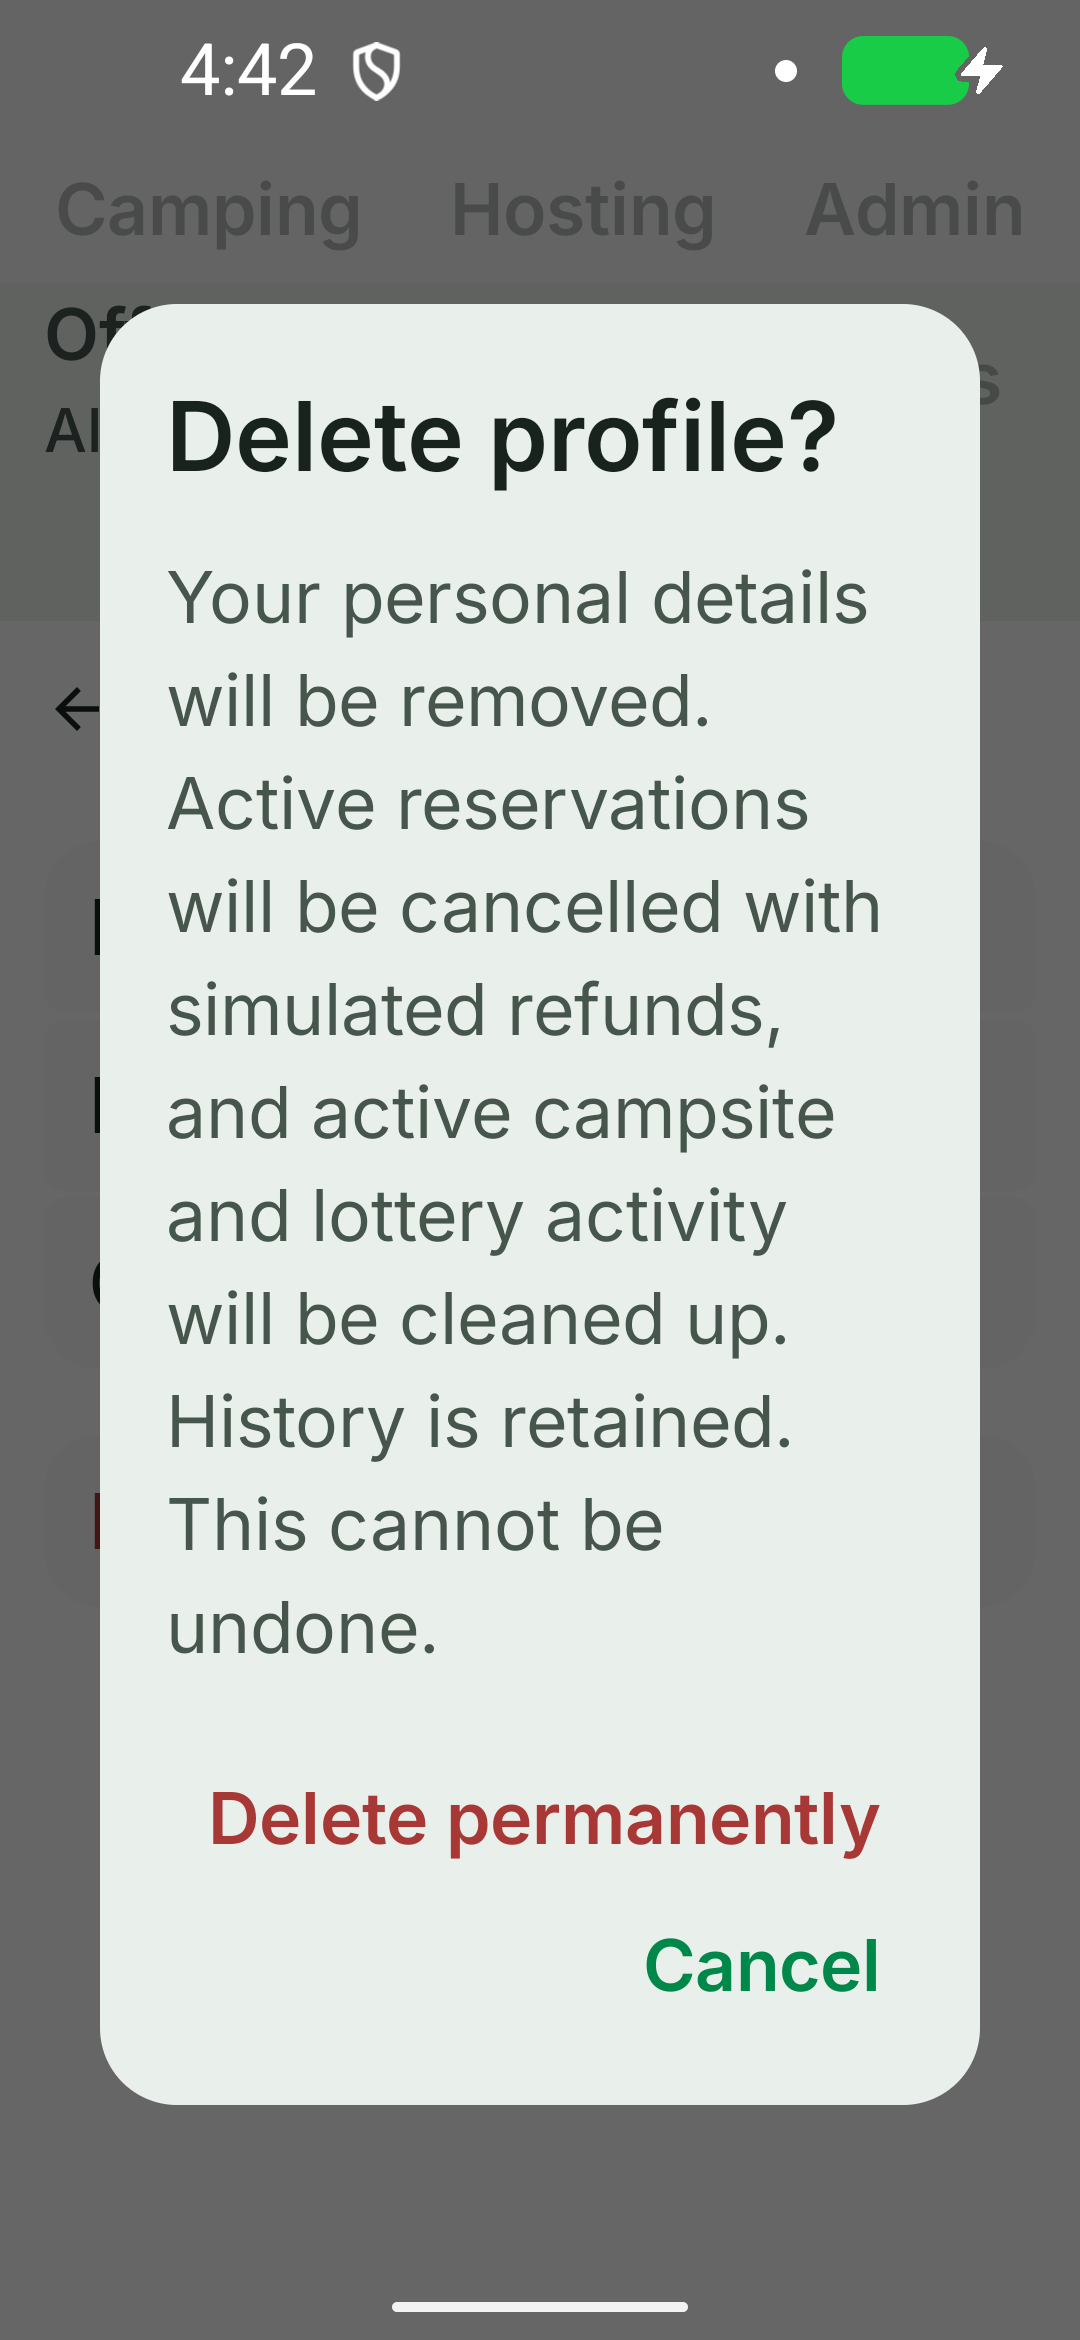 4:42
Camping Hosting Admin
Delete profile?
Your personal details
will be removed.
Active reservations
will be cancelled with
simulated refunds,
and active campsite
and lottery activity
will be cleaned up.
History is retained.
This cannot be
undone.
Delete permanently
Cancel